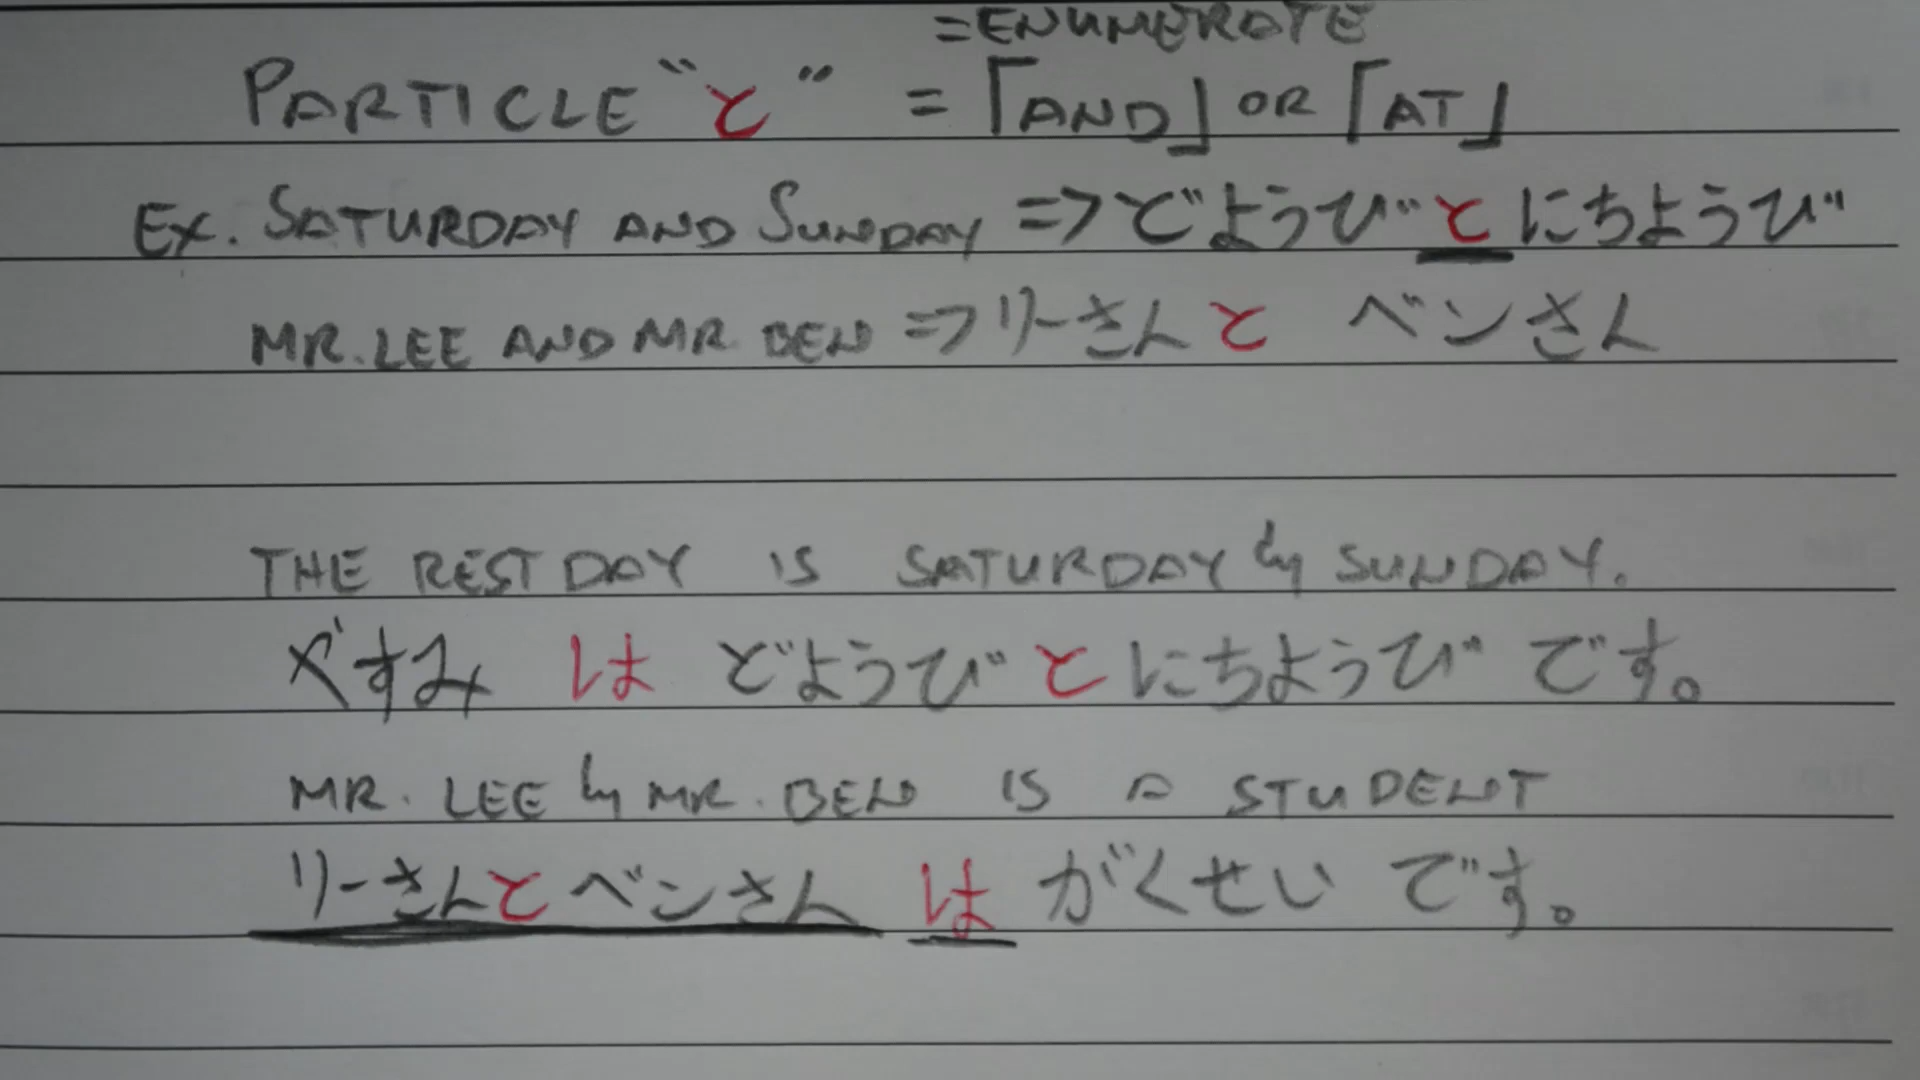 =ENUMERATE
PARTICLE “と” =「AND」OR「AT」
EX. SATURDAY AND SUNDAY => どようびとにちようび
MR. LEE AND MR. BEN => リーさんと ベンさん
THE REST DAY IS SATURDAY & SUNDAY.
やすみ は どようびとにちようび です。
MR. LEE & MR. BEN IS A STUDENT
リーさんとベンさん は がくせい です。